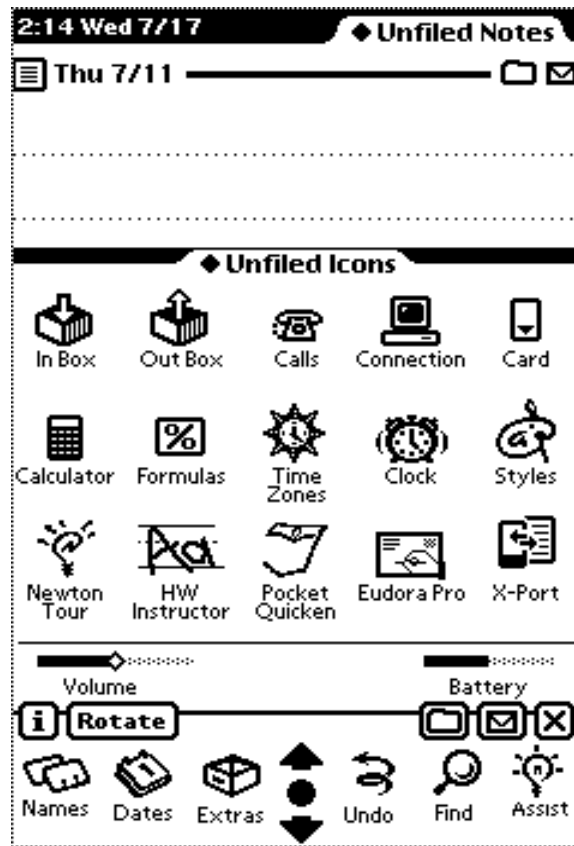 2:14 Wed 7/17
◆ Unfiled Notes
Thu 7/11
◆ Unfiled Icons
In Box Out Box Calls Connection Card
Calculator Formulas Time Clock Styles
Zones
Newton HW Pocket Eudora Pro X-Port
Tour Instructor Quicken
Volume Battery
i Rotate
Names Dates Extras Undo Find Assist